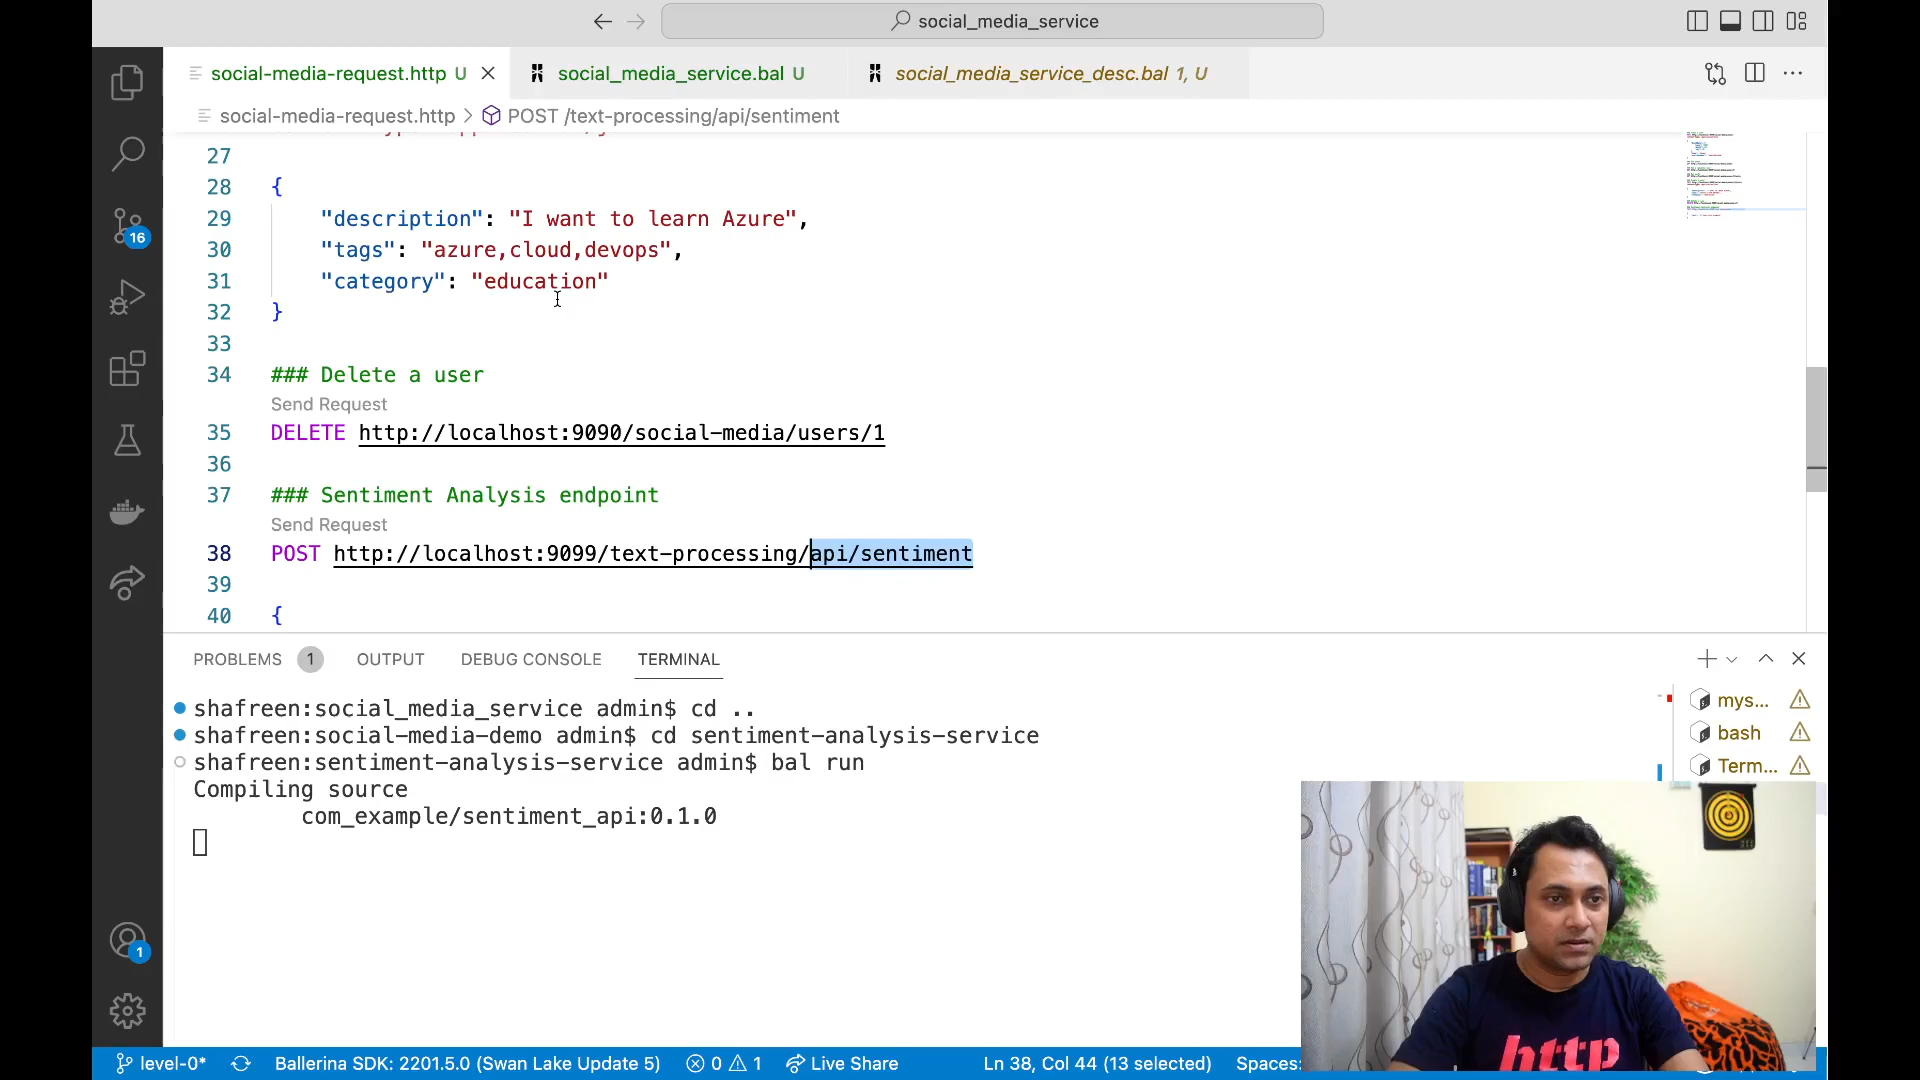 social_media_service
social-media-request.http U
social_media_service.bal U
social_media_service_desc.bal 1, U
social-media-request.http > POST /text-processing/api/sentiment
27
28 {
29 "description": "I want to learn Azure",
30 "tags": "azure,cloud,devops",
31 "category": "education"
32 }
33
34 ### Delete a user
Send Request
35 DELETE http://localhost:9090/social-media/users/1
36
37 ### Sentiment Analysis endpoint
Send Request
38 POST http://localhost:9099/text-processing/api/sentiment
39
40 {
16
1
PROBLEMS 1 OUTPUT DEBUG CONSOLE TERMINAL
shafreen:social_media_service admin$ cd ..
shafreen:social-media-demo admin$ cd sentiment-analysis-service
shafreen:sentiment-analysis-service admin$ bal run
Compiling source
com_example/sentiment_api:0.1.0
mys...
bash
Term...
http
level-0* Ballerina SDK: 2201.5.0 (Swan Lake Update 5) 0 1 Live Share Ln 38, Col 44 (13 selected) Spaces: